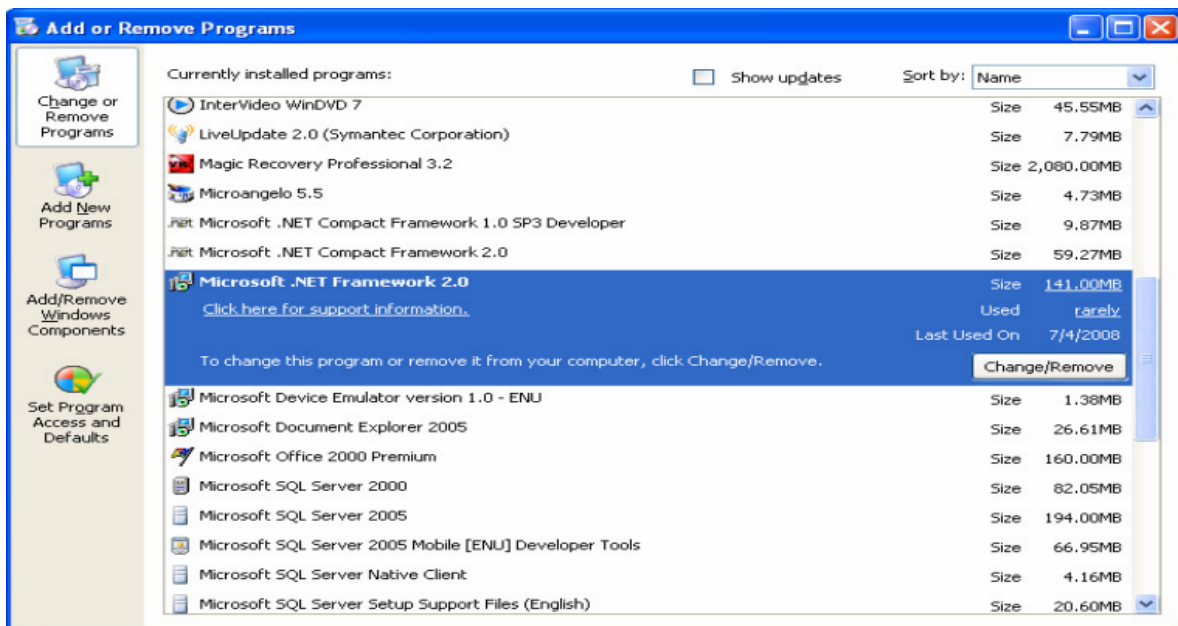 Add or Remove Programs
Change or
Remove
Programs
Add New
Programs
Add/Remove
Windows
Components
Set Program
Access and
Defaults
Currently installed programs:
Show updates
Sort by: Name
InterVideo WinDVD 7 Size 45.55MB
LiveUpdate 2.0 (Symantec Corporation) Size 7.79MB
Magic Recovery Professional 3.2 Size 2,080.00MB
Microangelo 5.5 Size 4.73MB
.net Microsoft .NET Compact Framework 1.0 SP3 Developer Size 9.87MB
.net Microsoft .NET Compact Framework 2.0 Size 59.27MB
Microsoft .NET Framework 2.0 Size 141.00MB
Click here for support information. Used rarely
Last Used On 7/4/2008
To change this program or remove it from your computer, click Change/Remove. Change/Remove
Microsoft Device Emulator version 1.0 - ENU Size 1.38MB
Microsoft Document Explorer 2005 Size 26.61MB
Microsoft Office 2000 Premium Size 160.00MB
Microsoft SQL Server 2000 Size 82.05MB
Microsoft SQL Server 2005 Size 194.00MB
Microsoft SQL Server 2005 Mobile [ENU] Developer Tools Size 66.95MB
Microsoft SQL Server Native Client Size 4.16MB
Microsoft SQL Server Setup Support Files (English) Size 20.60MB